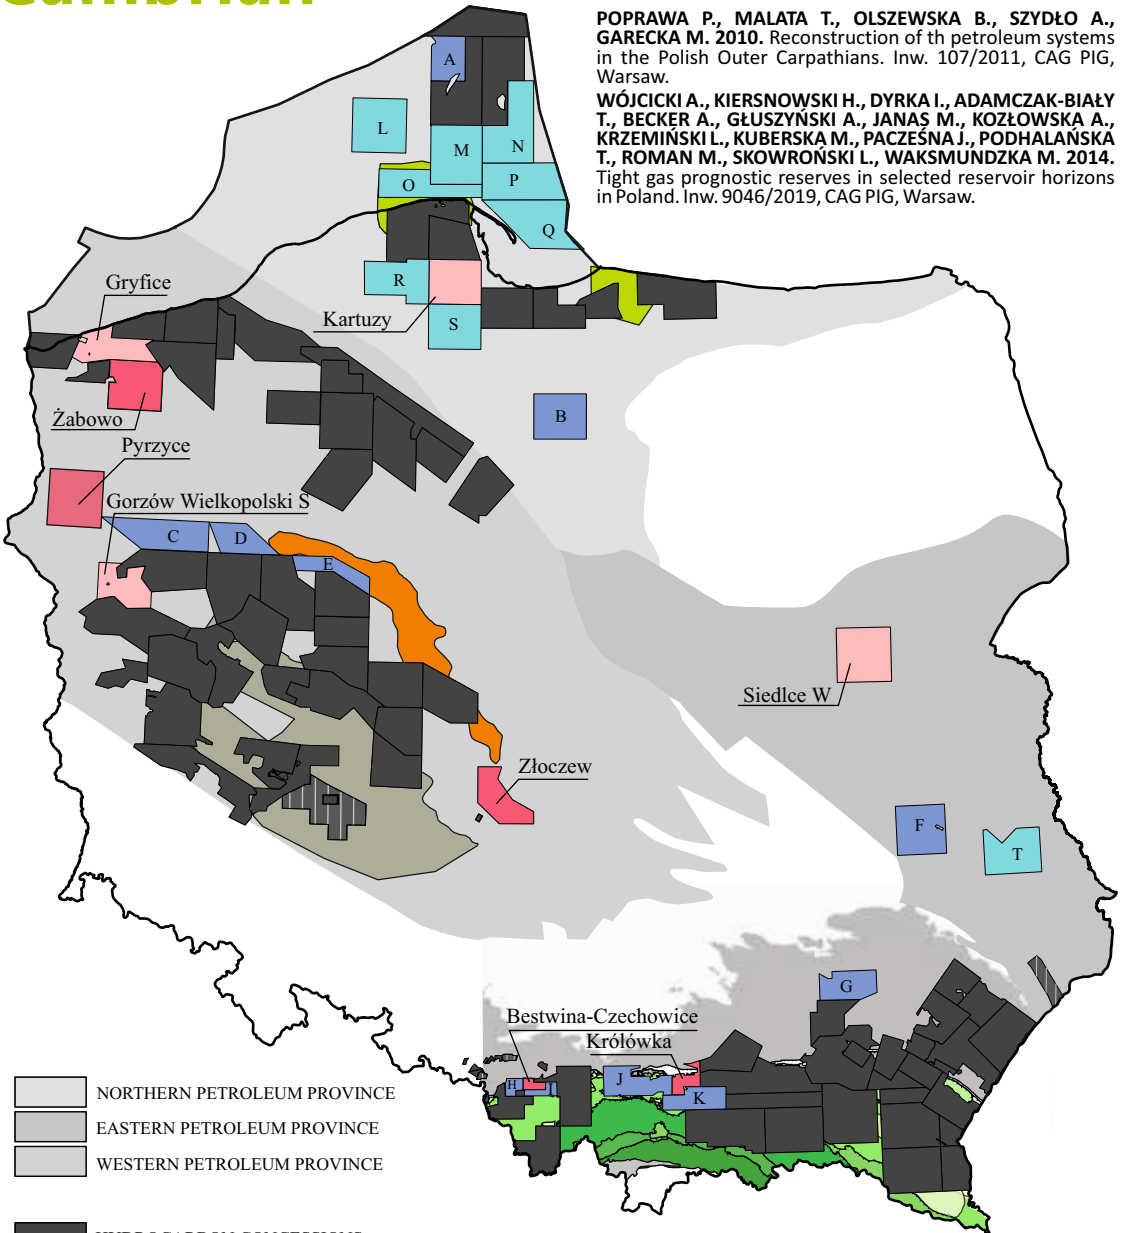 Cambrian
POPRAWA P., MALATA T., OLSZEWSKA B., SZYDŁO A.,
GARECKA M. 2010. Reconstruction of th petroleum systems
in the Polish Outer Carpathians. Inw. 107/2011, CAG PIG,
Warsaw.
WÓJCICKI A., KIERSNOWSKI H., DYRKA I., ADAMCZAK-BIAŁY
T., BECKER A., GŁUSZYŃSKI A., JANAS M., KOZŁOWSKA A.,
KRZEMIŃSKI L., KUBERSKA M., PACZEŚNA J., PODHALAŃSKA
T., ROMAN M., SKOWROŃSKI L., WAKSMUNDZKA M. 2014.
Tight gas prognostic reserves in selected reservoir horizons
in Poland. Inw. 9046/2019, CAG PIG, Warsaw.
A
L
M
N
O
P
Q
Gryfice
R
Kartuzy
S
Żabowo
B
Pyrzyce
Gorzów Wielkopolski S
C
D
E
Siedlce W
Złoczew
F
T
G
Bestwina-Czechowice
Królówka
H
I
J
K
NORTHERN PETROLEUM PROVINCE
EASTERN PETROLEUM PROVINCE
WESTERN PETROLEUM PROVINCE
HYDROCARBON CONCESSIONS